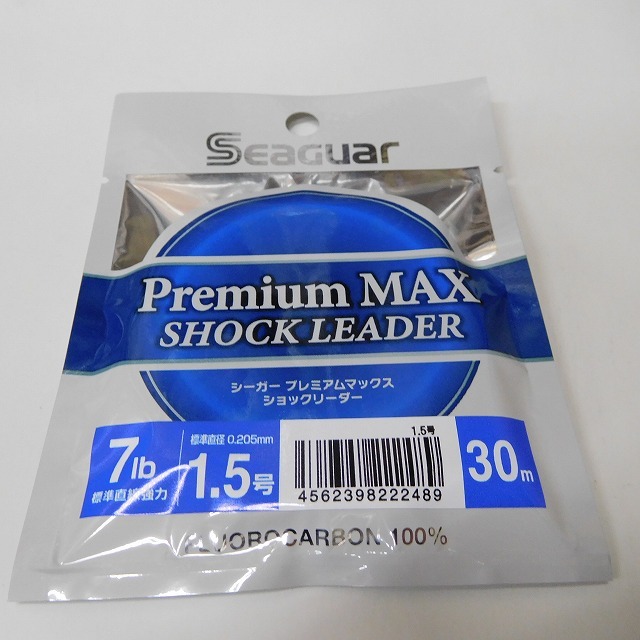 Seaguar
Premium MAX
SHOCK LEADER
シーガー プレミアムマックス
ショックリーダー
7lb
標準直線強力
標準直径 0.205mm
1.5号
1.5号
4562398222489
30m
FLUOROCARBON 100%